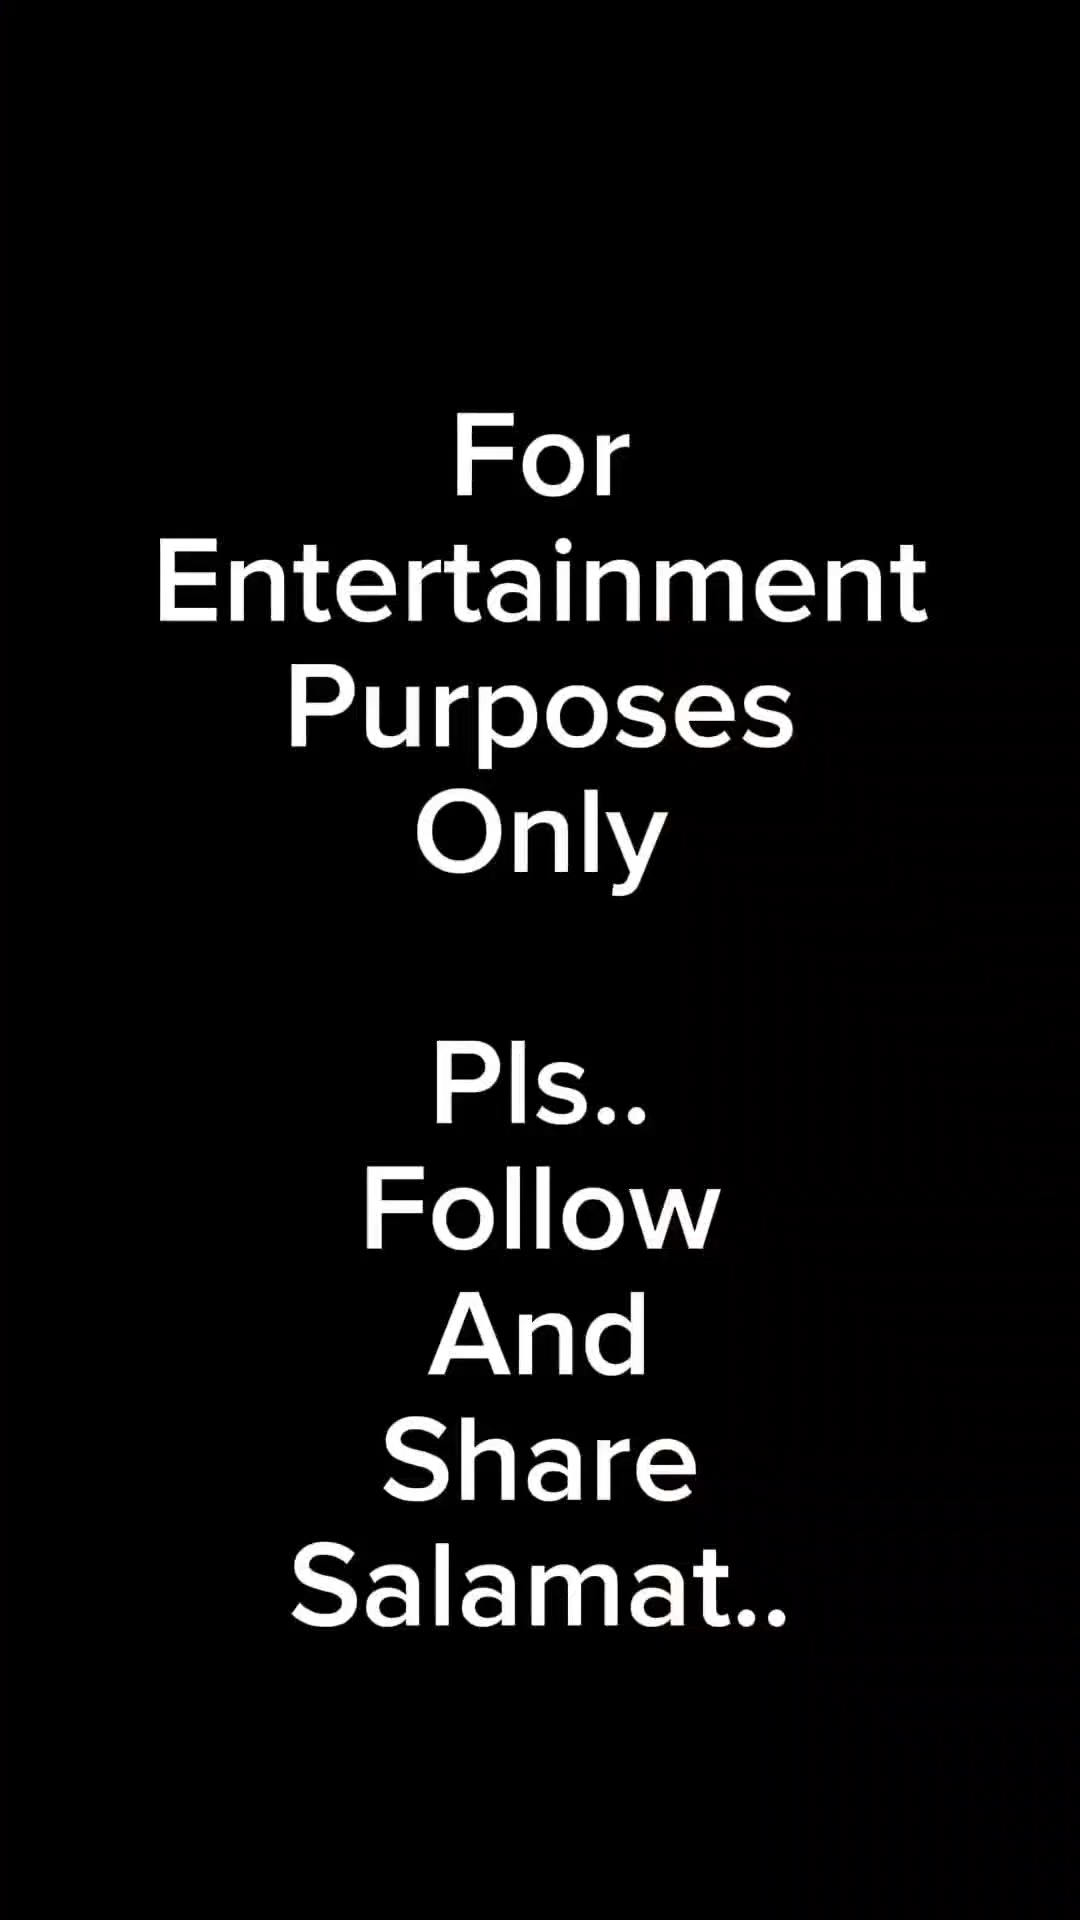 For
Entertainment
Purposes
Only
Pls..
Follow
And
Share
Salamat..